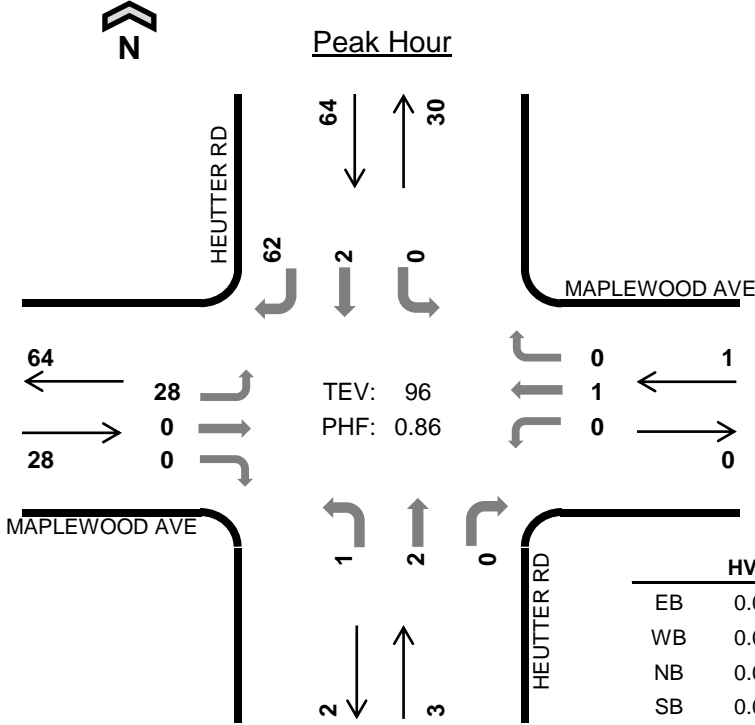 N
Peak Hour
64
30
HEUTTER RD
62
2
0
MAPLEWOOD AVE
64
28
0
0
28
TEV: 96
PHF: 0.86
0
1
0
1
0
MAPLEWOOD AVE
1
2
0
HEUTTER RD
2
3
EB
WB
NB
SB